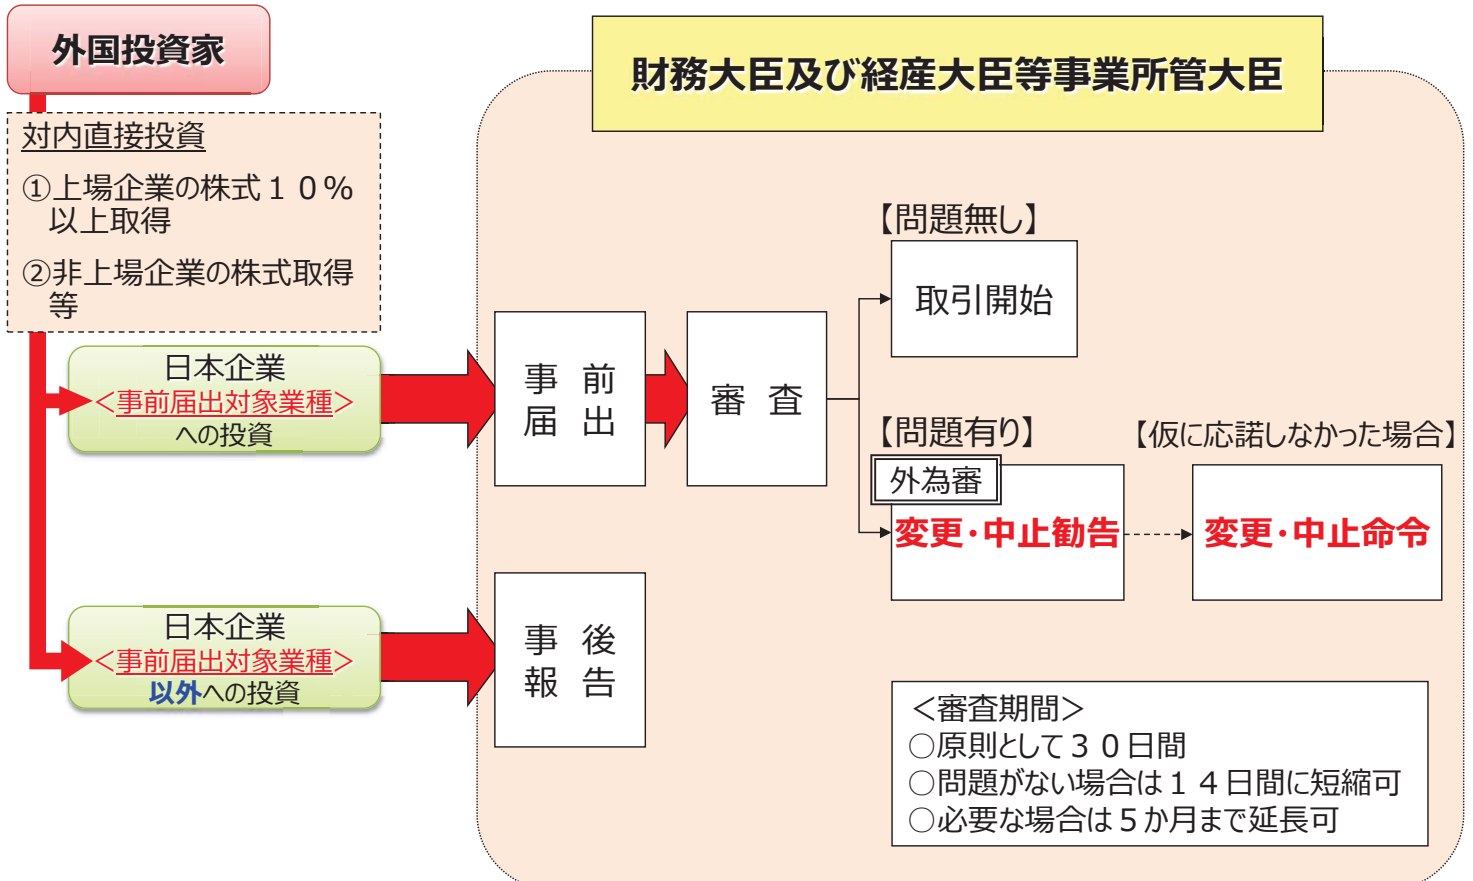 外国投資家
財務大臣及び経産大臣等事業所管大臣
対内直接投資
①上場企業の株式１０％
以上取得
②非上場企業の株式取得
等
日本企業
＜事前届出対象業種＞
への投資
事 前
届 出
審 査
【問題無し】
取引開始
【問題有り】
外為審
変更・中止勧告
【仮に応諾しなかった場合】
変更・中止命令
日本企業
＜事前届出対象業種＞
以外への投資
事 後
報 告
＜審査期間＞
○原則として３０日間
○問題がない場合は１４日間に短縮可
○必要な場合は５か月まで延長可